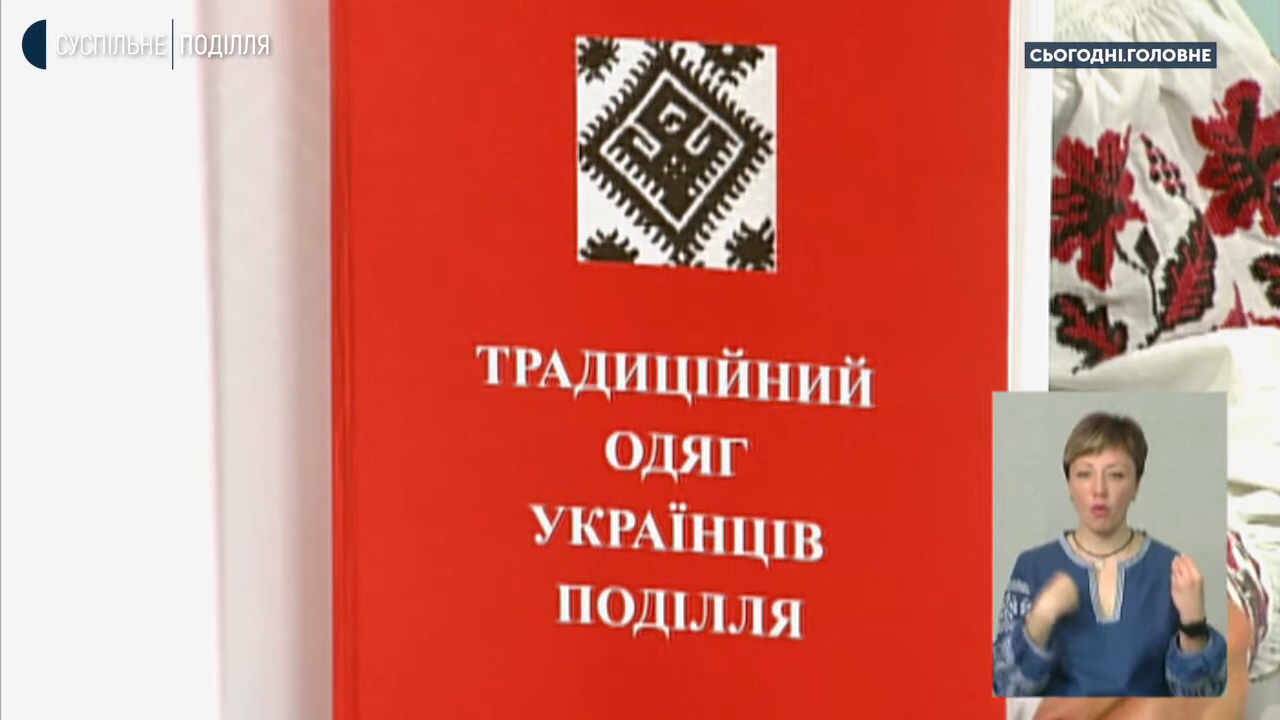 СУСПІЛЬНЕ ПОДІЛЛЯ
СЬОГОДНІ.ГОЛОВНЕ
ТРАДИЦІЙНИЙ
ОДЯГ
УКРАЇНЦІВ
ПОДІЛЛЯ